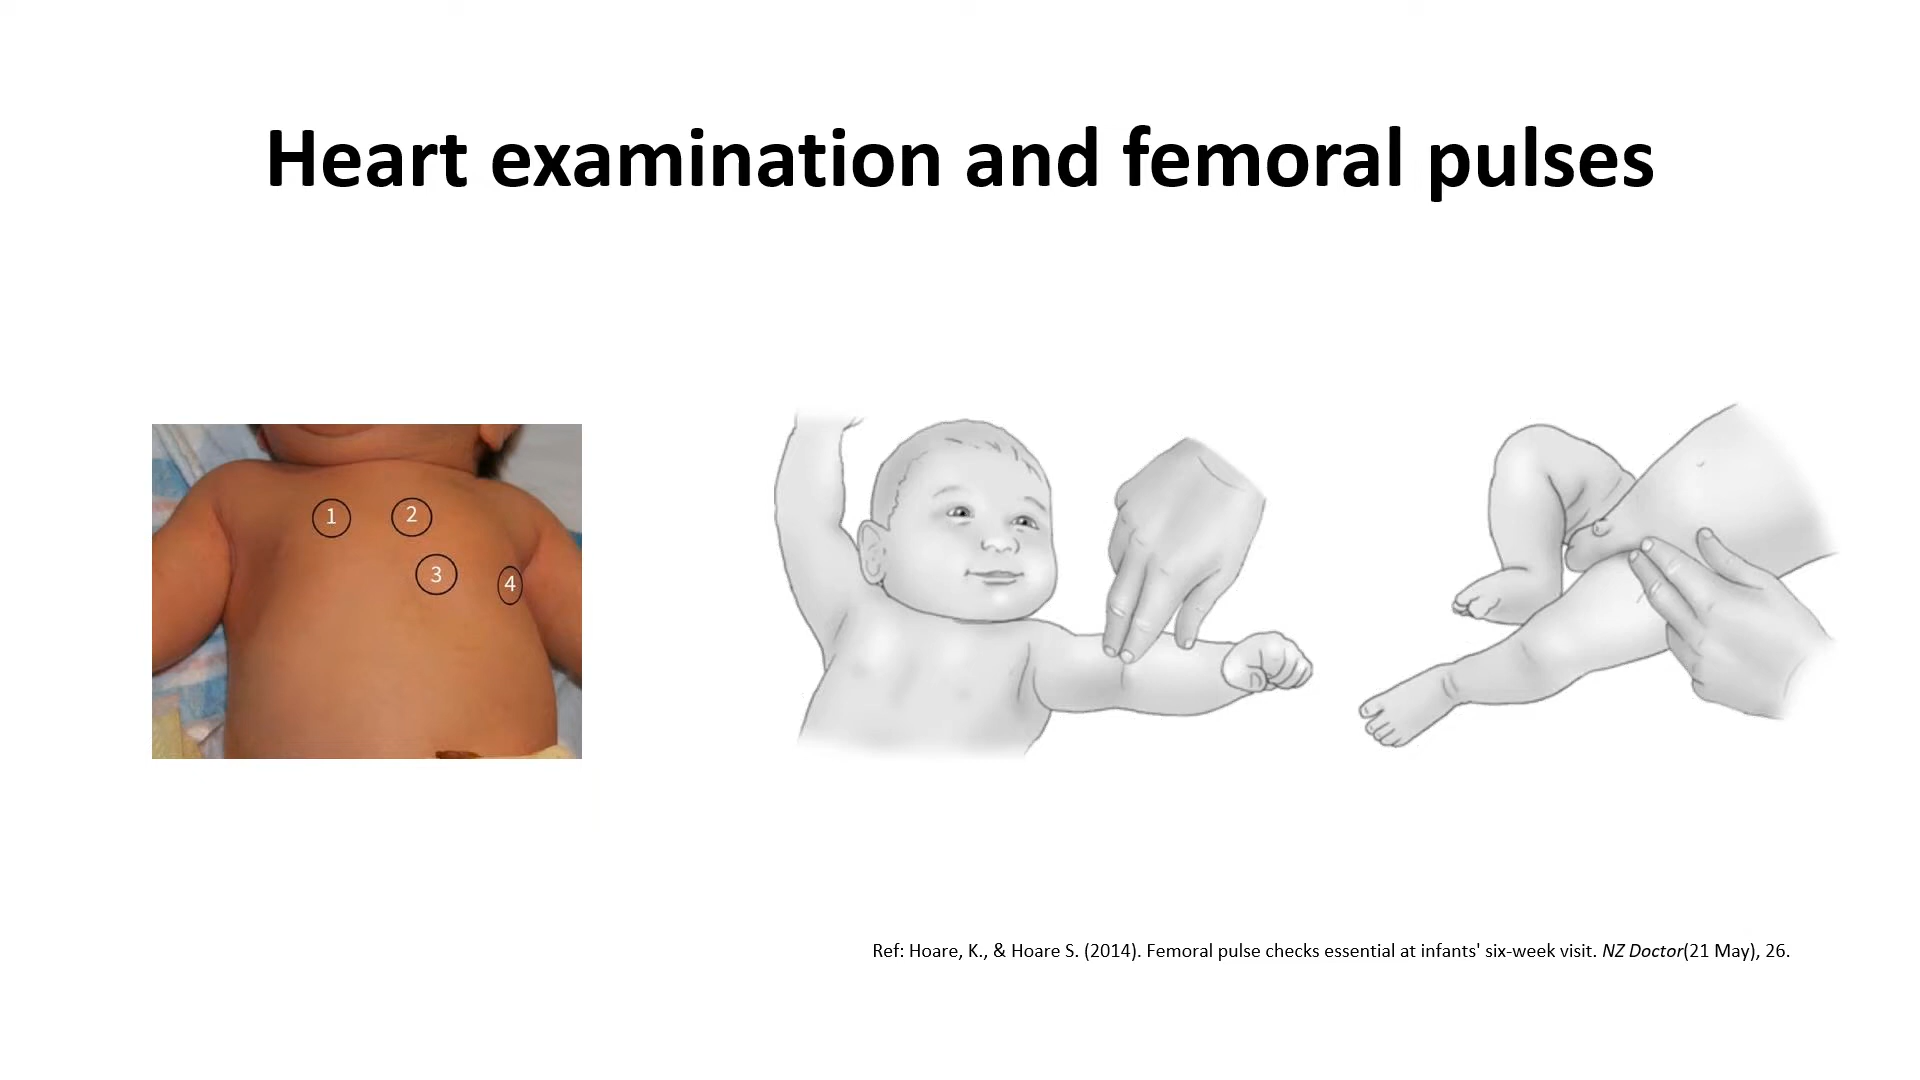 Heart examination and femoral pulses
1
2
3
4
Ref: Hoare, K., & Hoare S. (2014). Femoral pulse checks essential at infants' six-week visit. NZ Doctor(21 May), 26.